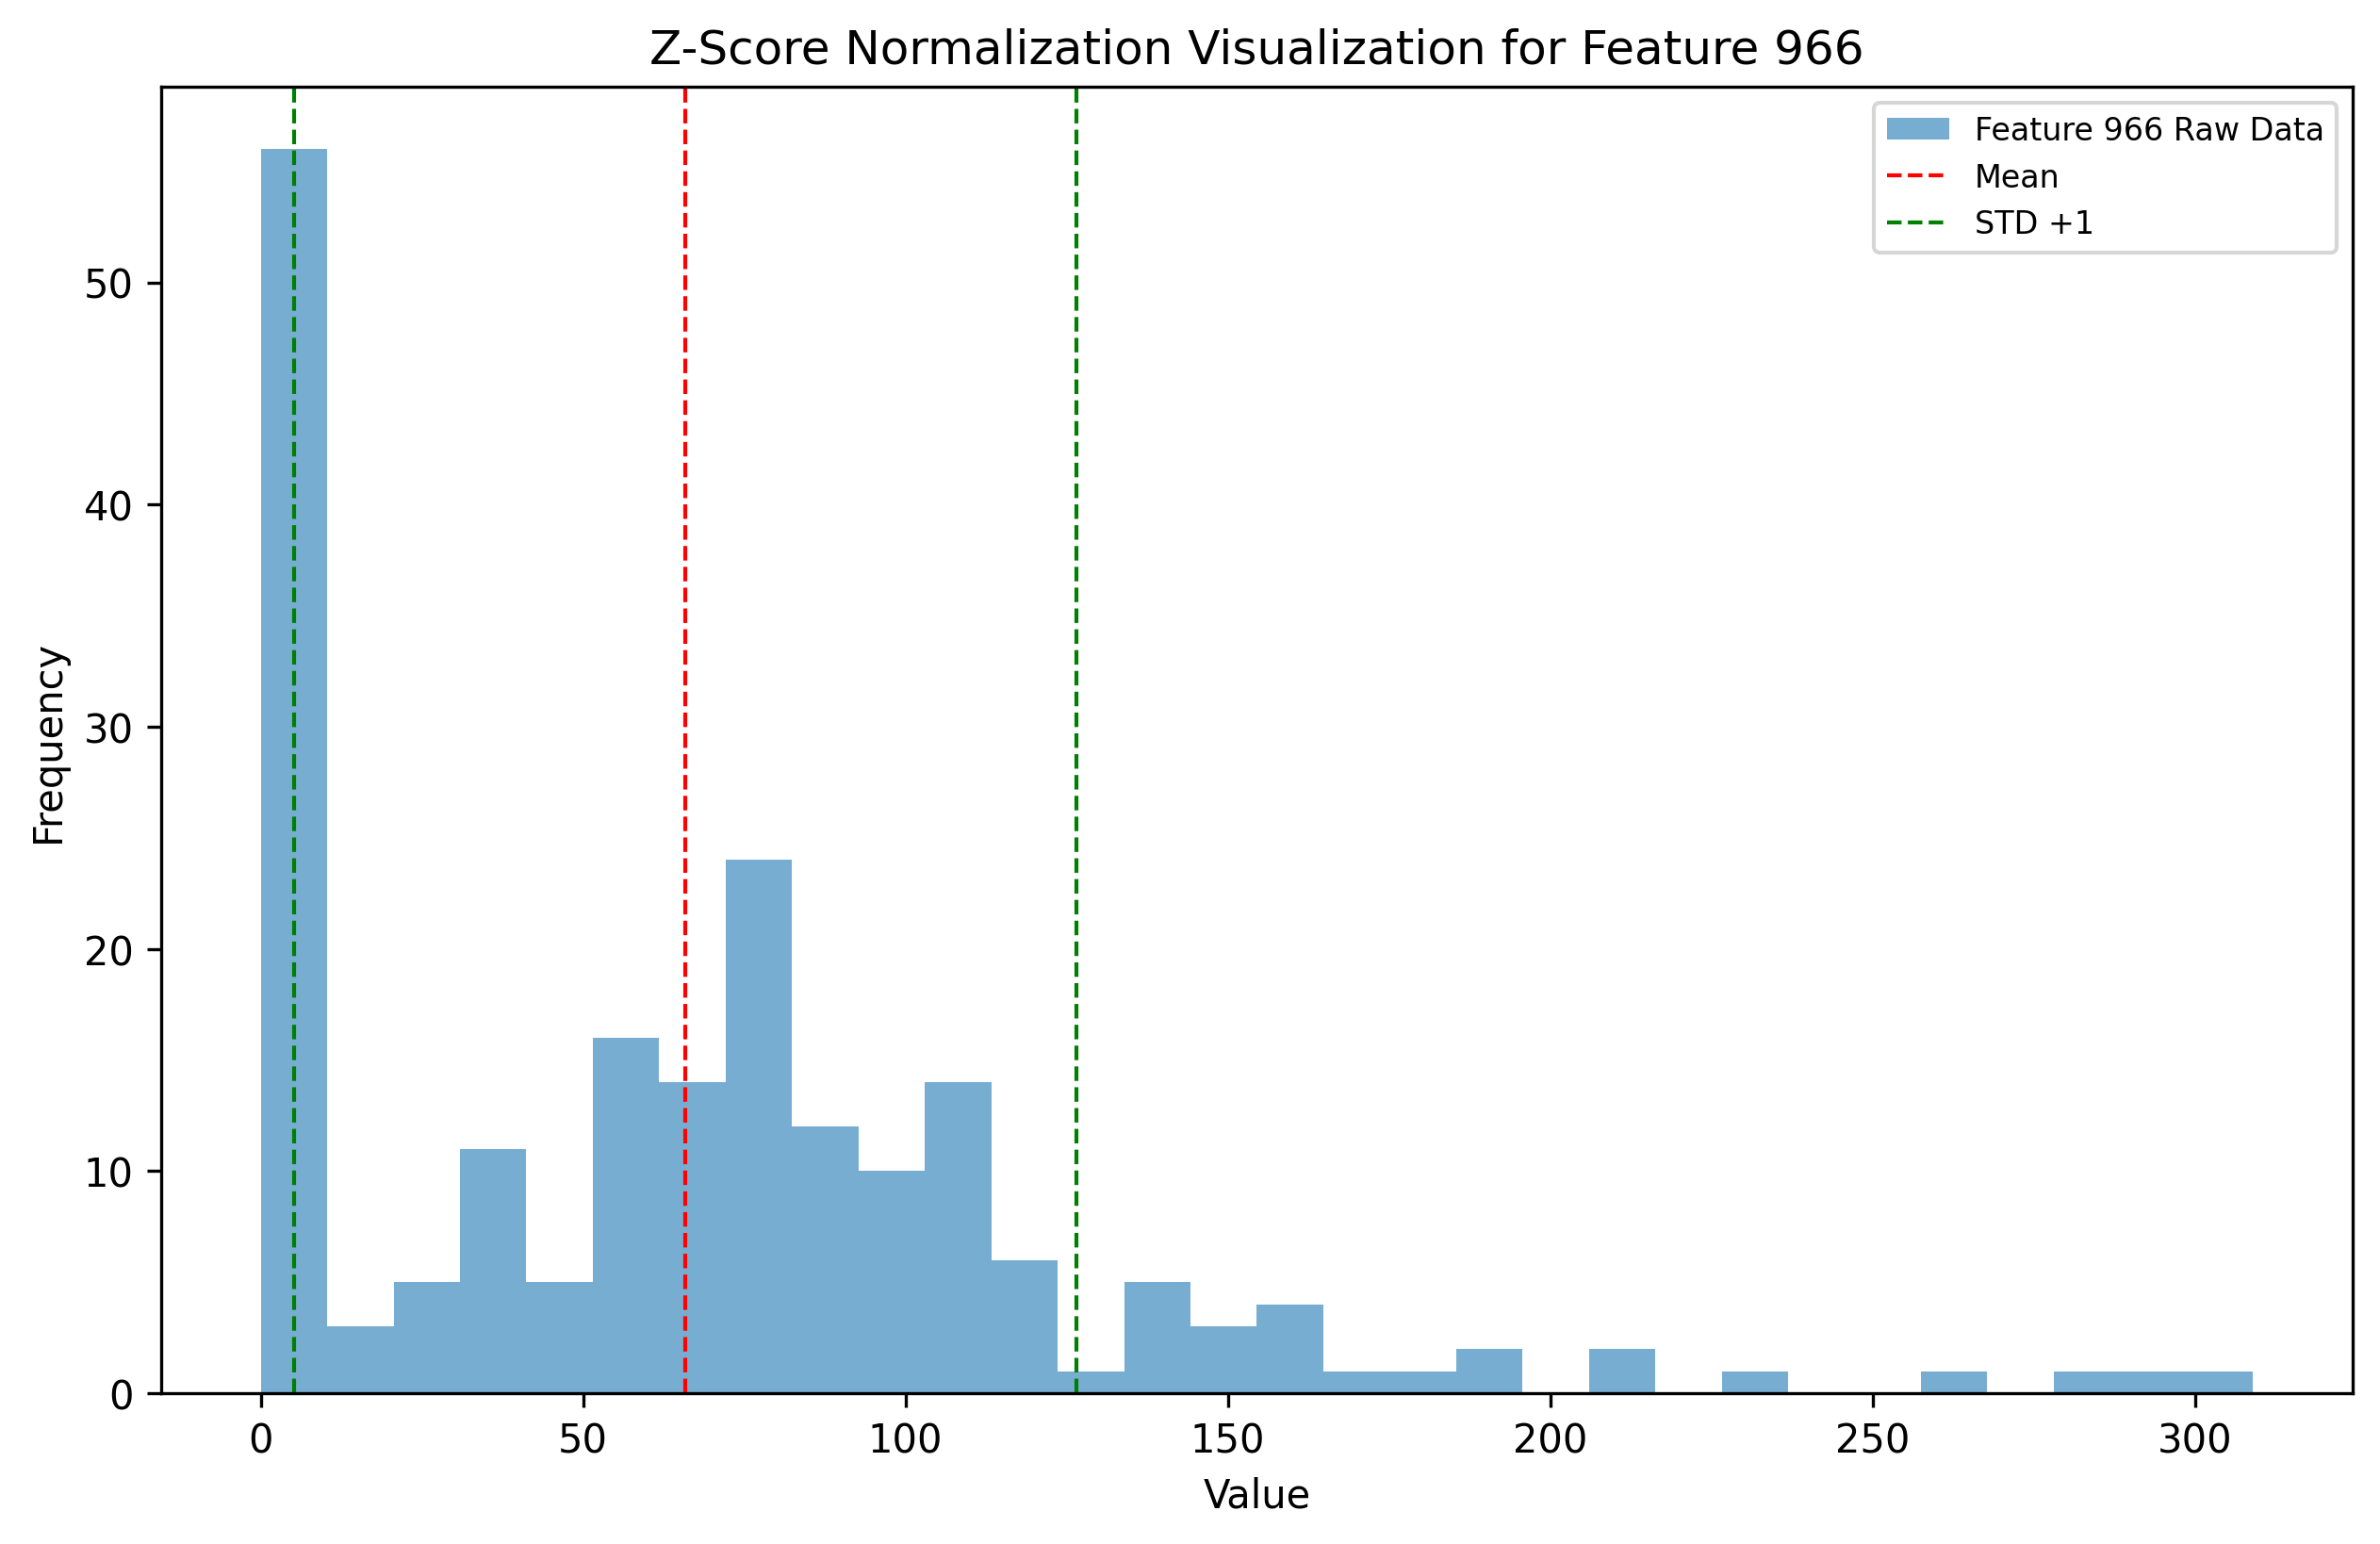 Z-Score Normalization Visualization for Feature 966
Feature 966 Raw Data
Mean
STD +1
50
40
30
20
10
0
Frequency
0 50 100 150 200 250 300
Value